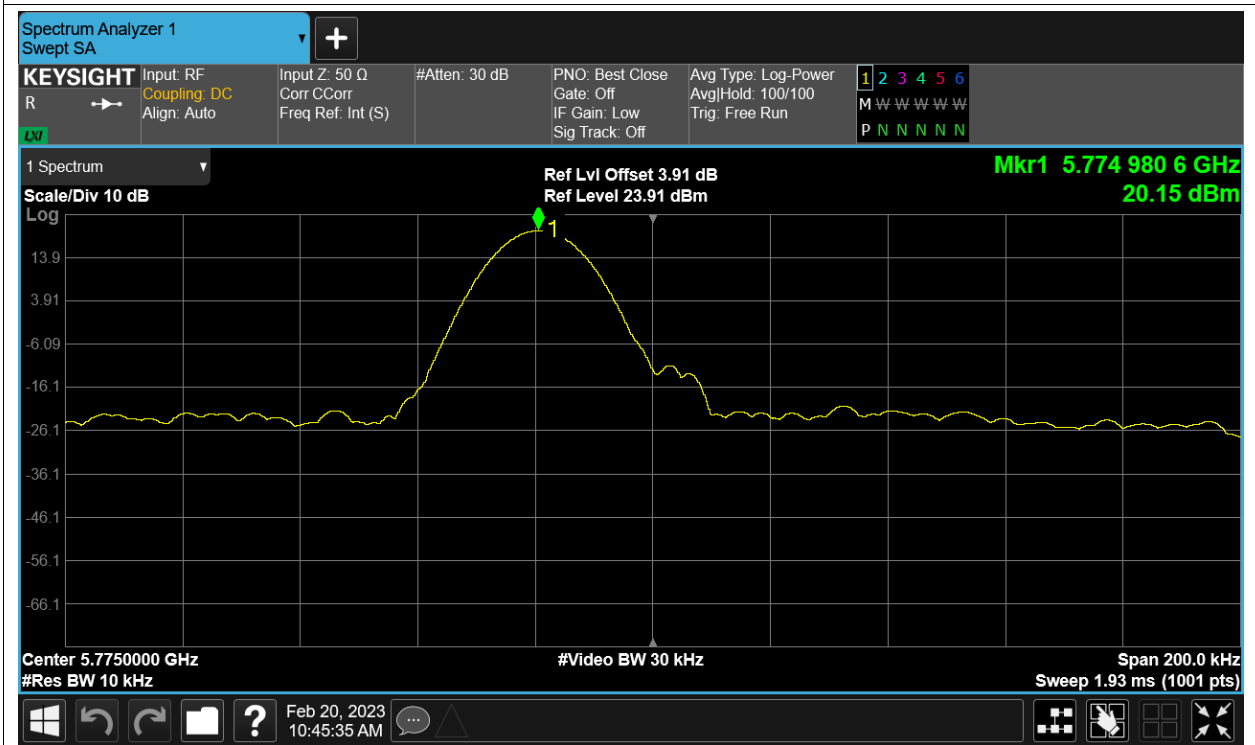 Spectrum Analyzer 1
Swept SA
+
KEYSIGHT
R
LXI
Input: RF
Coupling: DC
Align: Auto
Input Z: 50 Ω
Corr CCorr
Freq Ref: Int (S)
#Atten: 30 dB
PNO: Best Close
Gate: Off
IF Gain: Low
Sig Track: Off
Avg Type: Log-Power
Avg|Hold: 100/100
Trig: Free Run
1 2 3 4 5 6
M W W W W W
P N N N N N
1 Spectrum
Scale/Div 10 dB
Log
Ref Lvl Offset 3.91 dB
Ref Level 23.91 dBm
Mkr1 5.774 980 6 GHz
20.15 dBm
1
13.9
3.91
-6.09
-16.1
-26.1
-36.1
-46.1
-56.1
-66.1
Center 5.7750000 GHz
#Res BW 10 kHz
#Video BW 30 kHz
Span 200.0 kHz
Sweep 1.93 ms (1001 pts)
?
Feb 20, 2023
10:45:35 AM